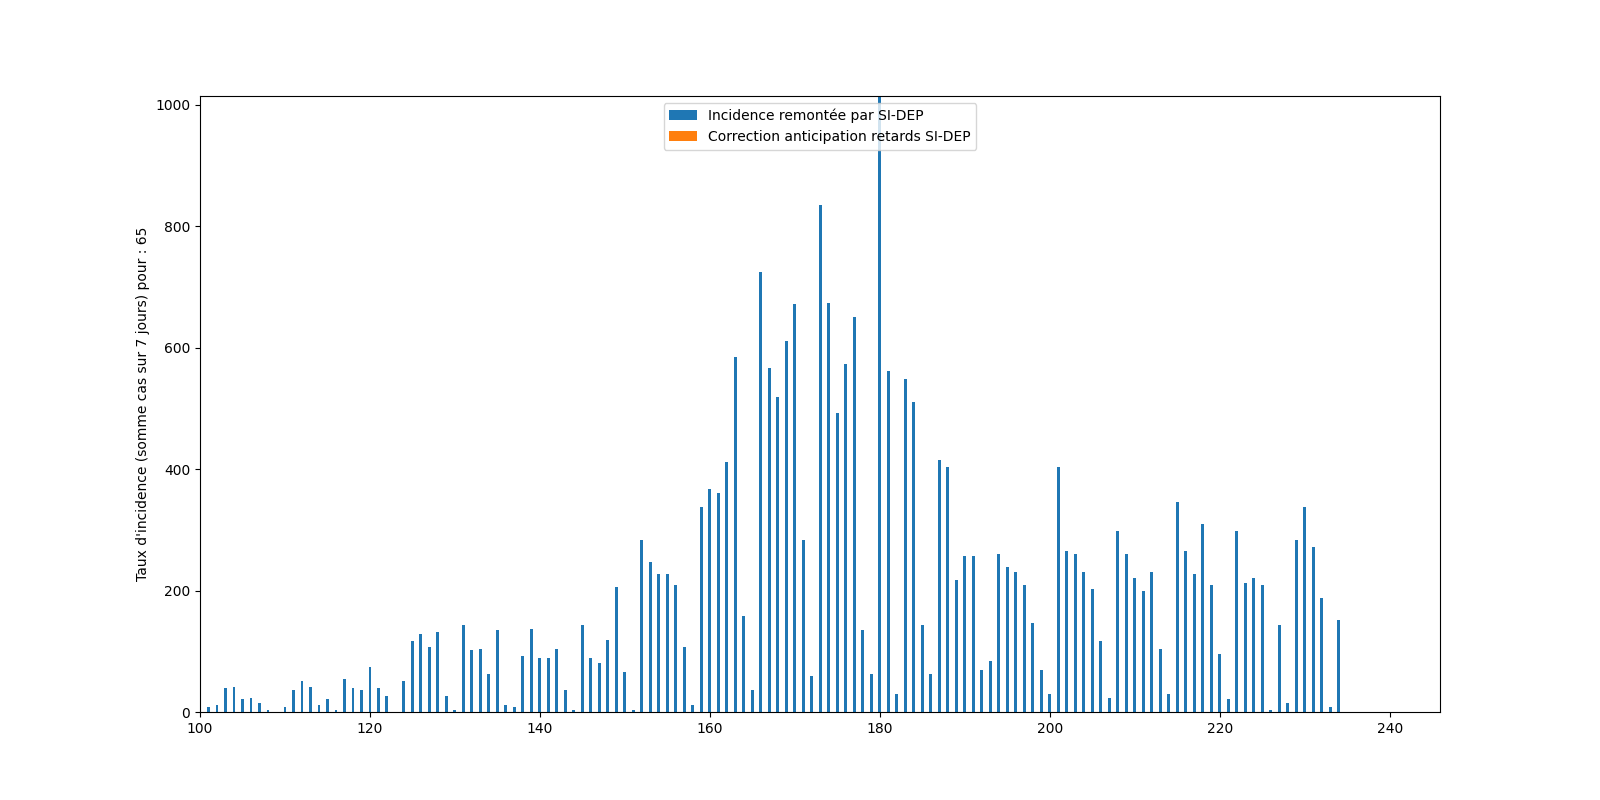 Incidence remontée par SI-DEP
Correction anticipation retards SI-DEP
Taux d'incidence (somme cas sur 7 jours) pour : 65
1000
800
600
400
200
0
100 120 140 160 180 200 220 240